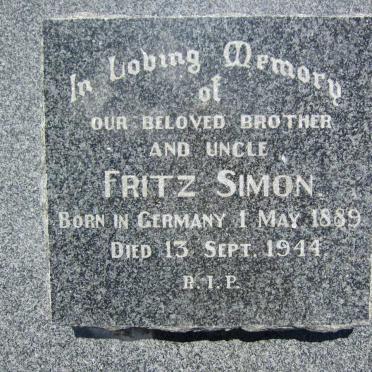 In Loving Memory
of
OUR BELOVED BROTHER
AND UNCLE
FRITZ SIMON
BORN IN GERMANY 1 MAY 1889
DIED 13 SEPT. 1944
R.I.P.